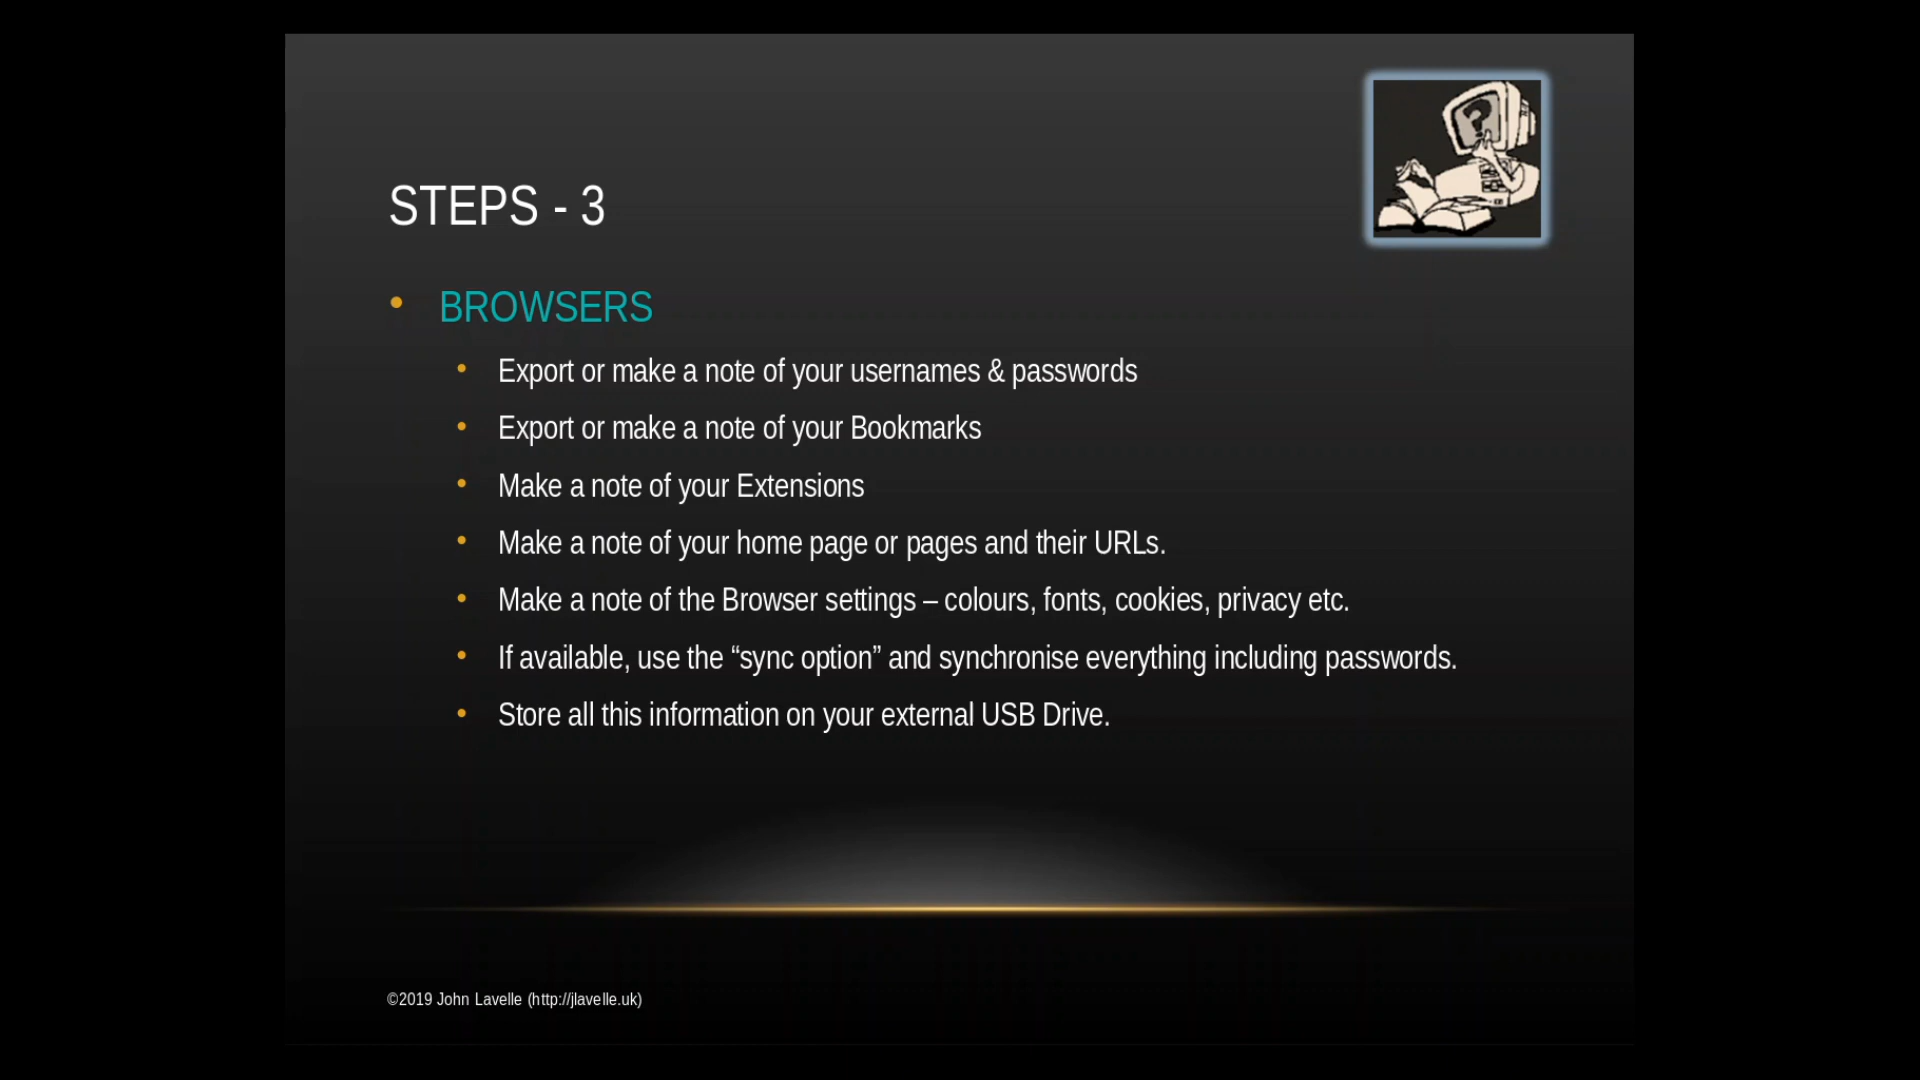 STEPS - 3
• BROWSERS
• Export or make a note of your usernames & passwords
• Export or make a note of your Bookmarks
• Make a note of your Extensions
• Make a note of your home page or pages and their URLs.
• Make a note of the Browser settings – colours, fonts, cookies, privacy etc.
• If available, use the “sync option” and synchronise everything including passwords.
• Store all this information on your external USB Drive.
©2019 John Lavelle (http://jlavelle.uk)